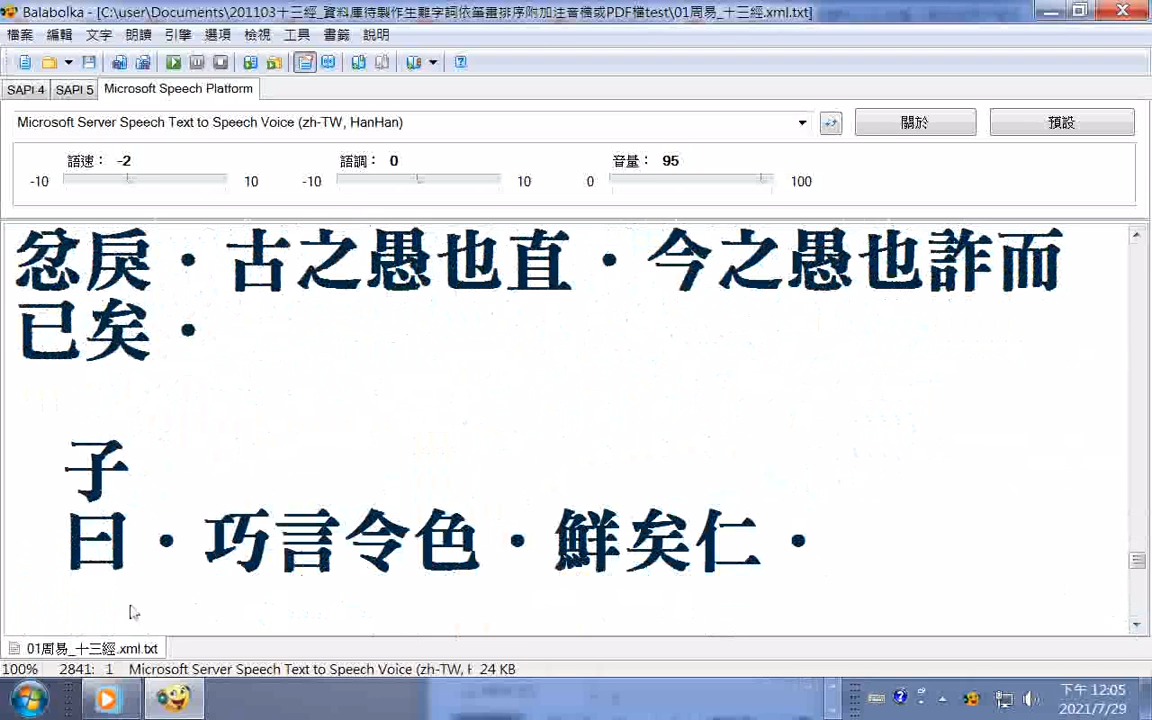 Balabolka - [C:\user\Documents\201103十三經_資料庫待製作生難字詞依筆畫排序附加注音檔或PDF檔test\01周易_十三經.xml.txt]
檔案 編輯 文字 朗讀 引擎 選項 檢視 工具 書籤 說明
SAPI 4 SAPI 5 Microsoft Speech Platform
Microsoft Server Speech Text to Speech Voice (zh-TW, HanHan) 關於 預設
語速： -2 語調： 0 音量： 95
-10 10 -10 10 0 100
忿戾‧古之愚也直‧今之愚也詐而
已矣‧
子
曰‧巧言令色‧鮮矣仁‧
01周易_十三經.xml.txt
100% 2841: 1 Microsoft Server Speech Text to Speech Voice (zh-TW, H 24 KB
下午 12:05
2021/7/29